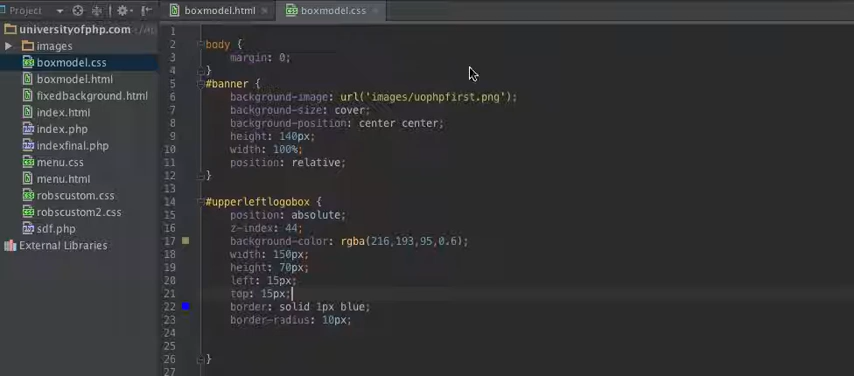 Project
boxmodel.html
boxmodel.css
universityofphp.com
images
boxmodel.css
boxmodel.html
fixedbackground.html
index.html
index.php
indexfinal.php
menu.css
menu.html
robscustom.css
robscustom2.css
sdf.php
External Libraries
1
2 body {
3 margin: 0;
4 }
5 #banner {
6 background-image: url('images/uophpfirst.png');
7 background-size: cover;
8 background-position: center center;
9 height: 140px;
10 width: 100%;
11 position: relative;
12 }
13
14 #upperleftlogobox {
15 position: absolute;
16 z-index: 44;
17 background-color: rgba(216,193,95,0.6);
18 width: 150px;
19 height: 70px;
20 left: 15px;
21 top: 15px;
22 border: solid 1px blue;
23 border-radius: 10px;
24
25
26 }
27